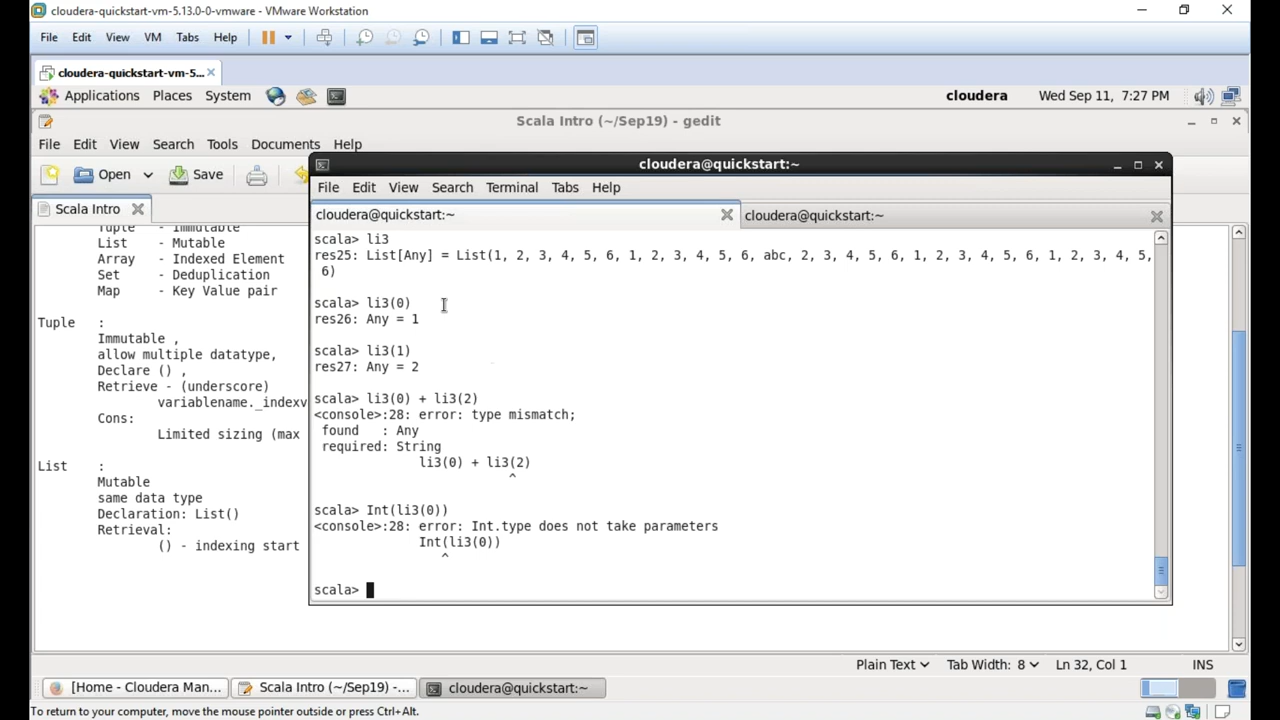 cloudera-quickstart-vm-5.13.0-0-vmware - VMware Workstation
File Edit View VM Tabs Help
cloudera-quickstart-vm-5...
Applications Places System cloudera Wed Sep 11, 7:27 PM
Scala Intro (~/Sep19) - gedit
File Edit View Search Tools Documents Help
Open Save
Scala Intro
Tuple - Immutable
List - Mutable
Array - Indexed Element
Set - Deduplication
Map - Key Value pair
Tuple :
Immutable ,
allow multiple datatype,
Declare () ,
Retrieve - (underscore)
variablename._indexv
Cons:
Limited sizing (max
List :
Mutable
same data type
Declaration: List()
Retrieval:
() - indexing start
cloudera@quickstart:~
File Edit View Search Terminal Tabs Help
cloudera@quickstart:~ cloudera@quickstart:~
scala> li3
res25: List[Any] = List(1, 2, 3, 4, 5, 6, 1, 2, 3, 4, 5, 6, abc, 2, 3, 4, 5, 6, 1, 2, 3, 4, 5, 6, 1, 2, 3, 4, 5,
6)
scala> li3(0)
res26: Any = 1
scala> li3(1)
res27: Any = 2
scala> li3(0) + li3(2)
<console>:28: error: type mismatch;
found : Any
required: String
li3(0) + li3(2)
^
scala> Int(li3(0))
<console>:28: error: Int.type does not take parameters
Int(li3(0))
^
scala>
Plain Text Tab Width: 8 Ln 32, Col 1 INS
[Home - Cloudera Man... Scala Intro (~/Sep19) -... cloudera@quickstart:~
To return to your computer, move the mouse pointer outside or press Ctrl+Alt.